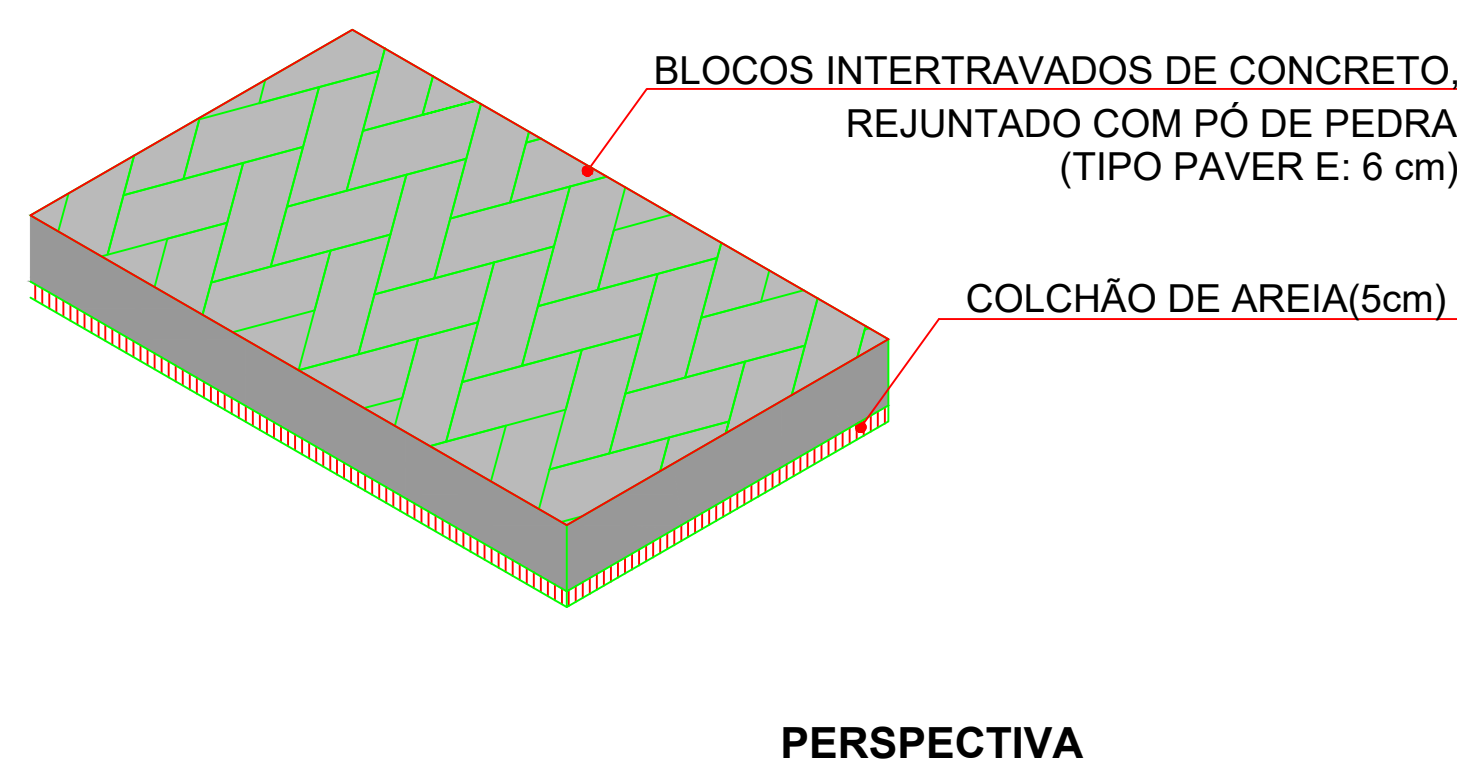 BLOCOS INTERTRAVADOS DE CONCRETO,
REJUNTADO COM PÓ DE PEDRA
(TIPO PAVER E: 6 cm)
COLCHÃO DE AREIA(5cm)
PERSPECTIVA